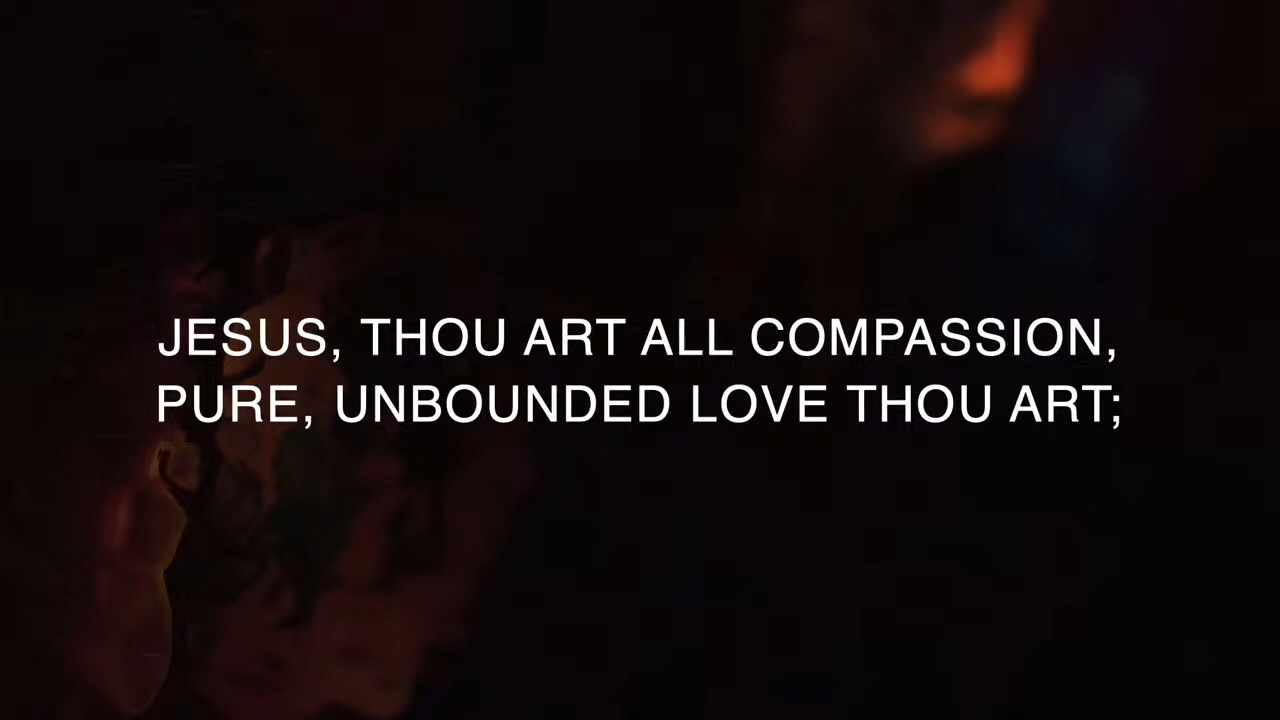 JESUS, THOU ART ALL COMPASSION,
PURE, UNBOUNDED LOVE THOU ART;